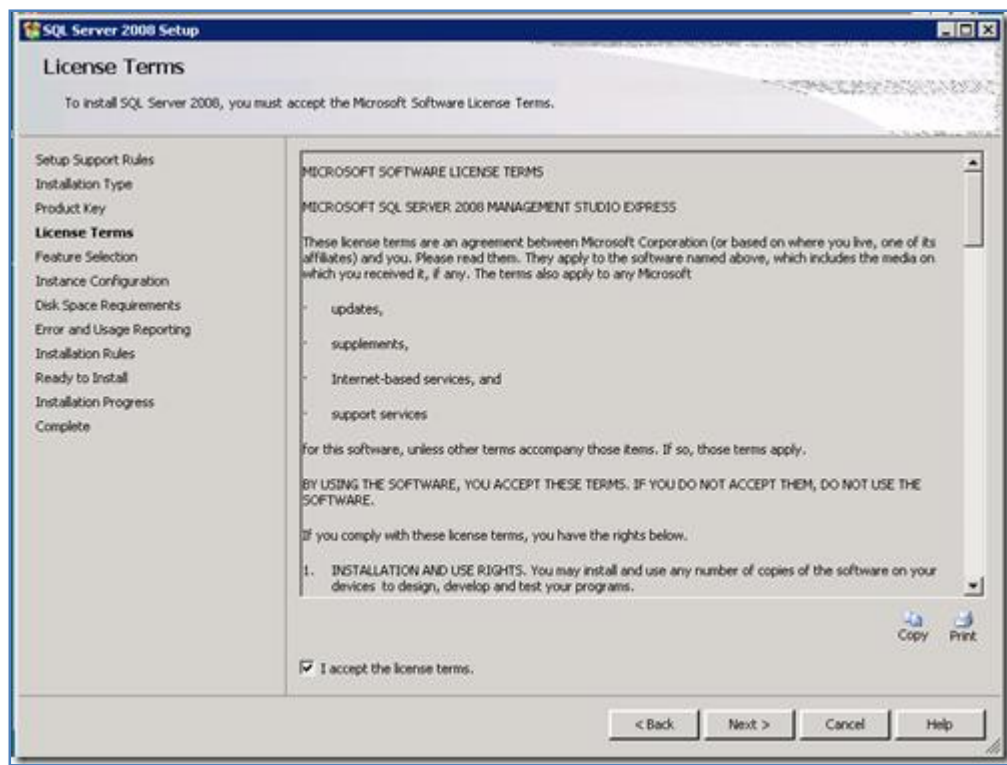 SQL Server 2008 Setup
License Terms
To install SQL Server 2008, you must accept the Microsoft Software License Terms.
Setup Support Rules
Installation Type
Product Key
License Terms
Feature Selection
Instance Configuration
Disk Space Requirements
Error and Usage Reporting
Installation Rules
Ready to Install
Installation Progress
Complete
MICROSOFT SOFTWARE LICENSE TERMS
MICROSOFT SQL SERVER 2008 MANAGEMENT STUDIO EXPRESS
These license terms are an agreement between Microsoft Corporation (or based on where you live, one of its
affiliates) and you. Please read them. They apply to the software named above, which includes the media on
which you received it, if any. The terms also apply to any Microsoft
· updates,
· supplements,
· Internet-based services, and
· support services
for this software, unless other terms accompany those items. If so, those terms apply.
BY USING THE SOFTWARE, YOU ACCEPT THESE TERMS. IF YOU DO NOT ACCEPT THEM, DO NOT USE THE
SOFTWARE.
If you comply with these license terms, you have the rights below.
1. INSTALLATION AND USE RIGHTS. You may install and use any number of copies of the software on your
devices to design, develop and test your programs.
Copy Print
I accept the license terms.
< Back Next > Cancel Help